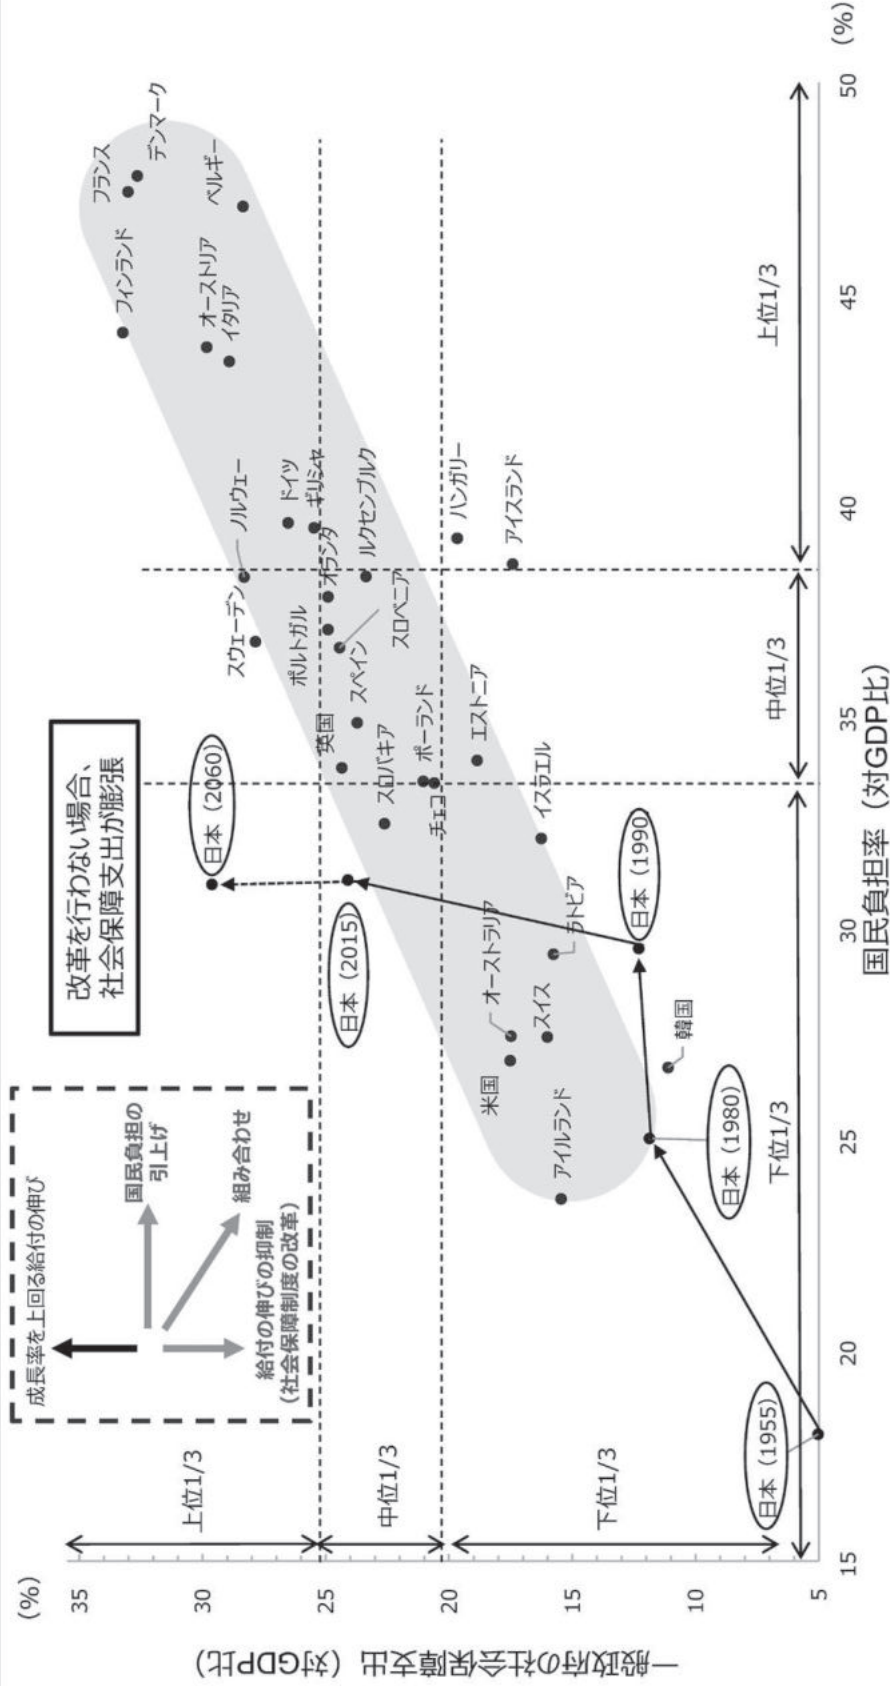 (%)
35
30
25
20
15
10
5
一般政府の社会保障支出（対GDP比）
上位1/3
中位1/3
下位1/3
成長率を上回る給付の伸び
国民負担の
引上げ
組み合わせ
給付の伸びの抑制
（社会保障制度の改革）
改革を行わない場合、
社会保障支出が膨張
日本（2060）
日本（2015）
日本（1990）
日本（1980）
日本（1955）
フランス
デンマーク
フィンランド
ベルギー
オーストリア
イタリア
ノルウェー
スウェーデン
ドイツ
ギリシャ
オランダ
ルクセンブルク
ポルトガル
スロベニア
スペイン
英国
スロバキア
ポーランド
チェコ
ハンガリー
アイスランド
エストニア
イスラエル
オーストラリア
ラトビア
スイス
米国
アイルランド
韓国
下位1/3
中位1/3
上位1/3
15
20
25
30
35
40
45
50
(%)
国民負担率（対GDP比）